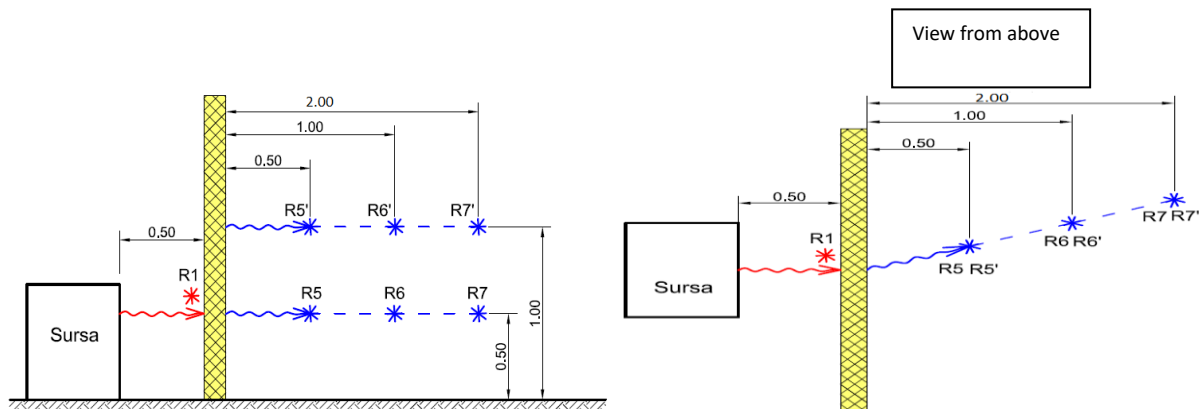 2.00
1.00
0.50
R5'
R6'
R7'
0.50
R1
R5
R6
R7
Sursa
0.50
1.00
View from above
2.00
1.00
0.50
0.50
R1
R7 R7'
R6 R6'
R5 R5'
Sursa